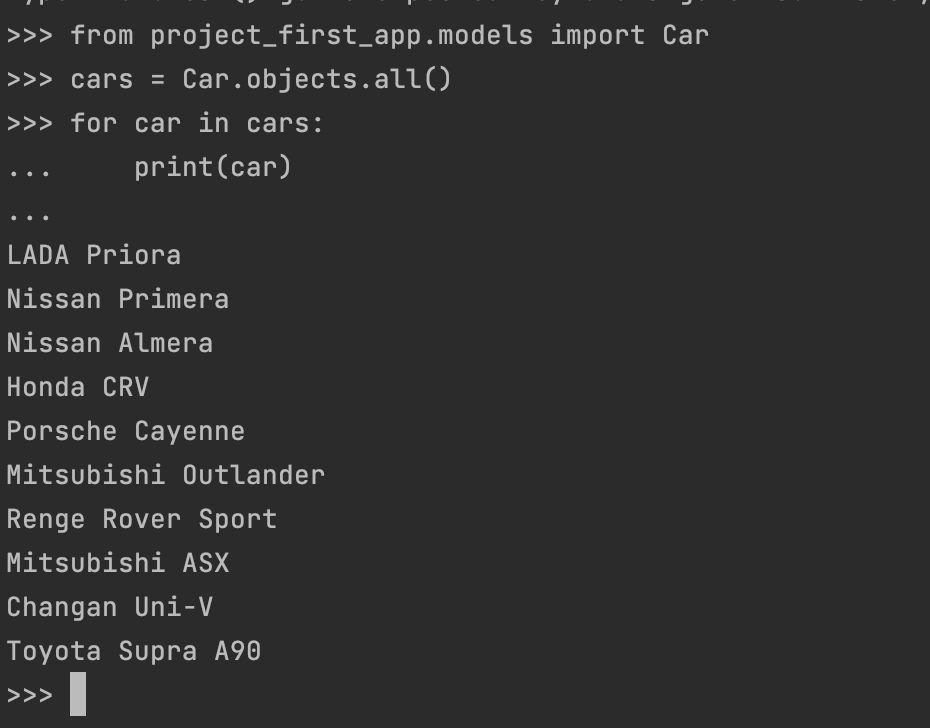 >>> from project_first_app.models import Car
>>> cars = Car.objects.all()
>>> for car in cars:
...     print(car)
...
LADA Priora
Nissan Primera
Nissan Almera
Honda CRV
Porsche Cayenne
Mitsubishi Outlander
Renge Rover Sport
Mitsubishi ASX
Changan Uni-V
Toyota Supra A90
>>>